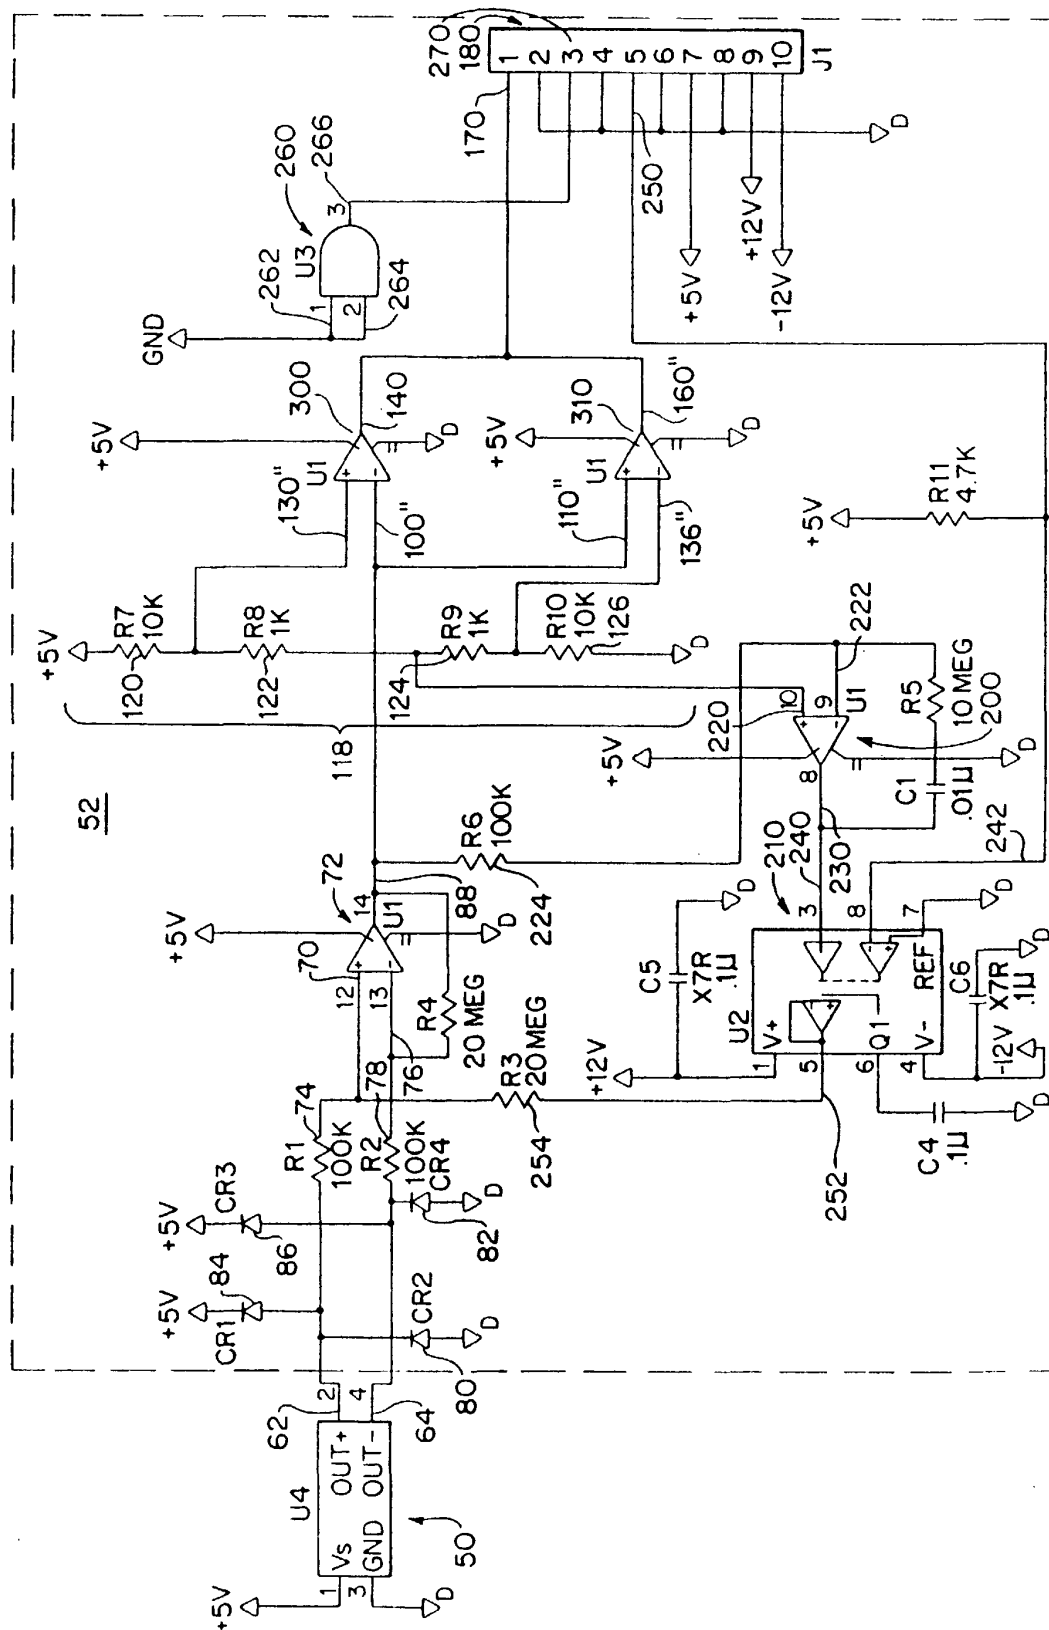 52
+5V
1
3
Vs
GND
OUT+
OUT-
U4
50
D
62
64
2
4
+5V
CR1
84
+5V
CR3
86
80
CR2
D
82
CR4
D
R1
100K
74
R2
100K
78
76
R4
20 MEG
R3
20 MEG
254
70
12
13
14
72
U1
88
+5V
D
R6
100K
224
118
+5V
R7
10K
120
R8
1K
122
R9
1K
124
R10
10K
126
D
130"
100"
110"
136"
+5V
U1
300
140
D
+5V
U1
310
160"
D
GND
262
264
1
2
3
U3
260
266
170
270
180
1
2
3
4
5
6
7
8
9
10
J1
250
D
+5V
+12V
-12V
+5V
R11
4.7K
220
10
9
8
U1
222
200
+5V
D
R5
10 MEG
C1
.01µ
230
240
210
242
+12V
C5
X7R
.1µ
D
U2
V+
Q1
V-
REF
1
5
6
4
3
8
7
D
252
C4
.1µ
D
C6
X7R
.1µ
-12V
D